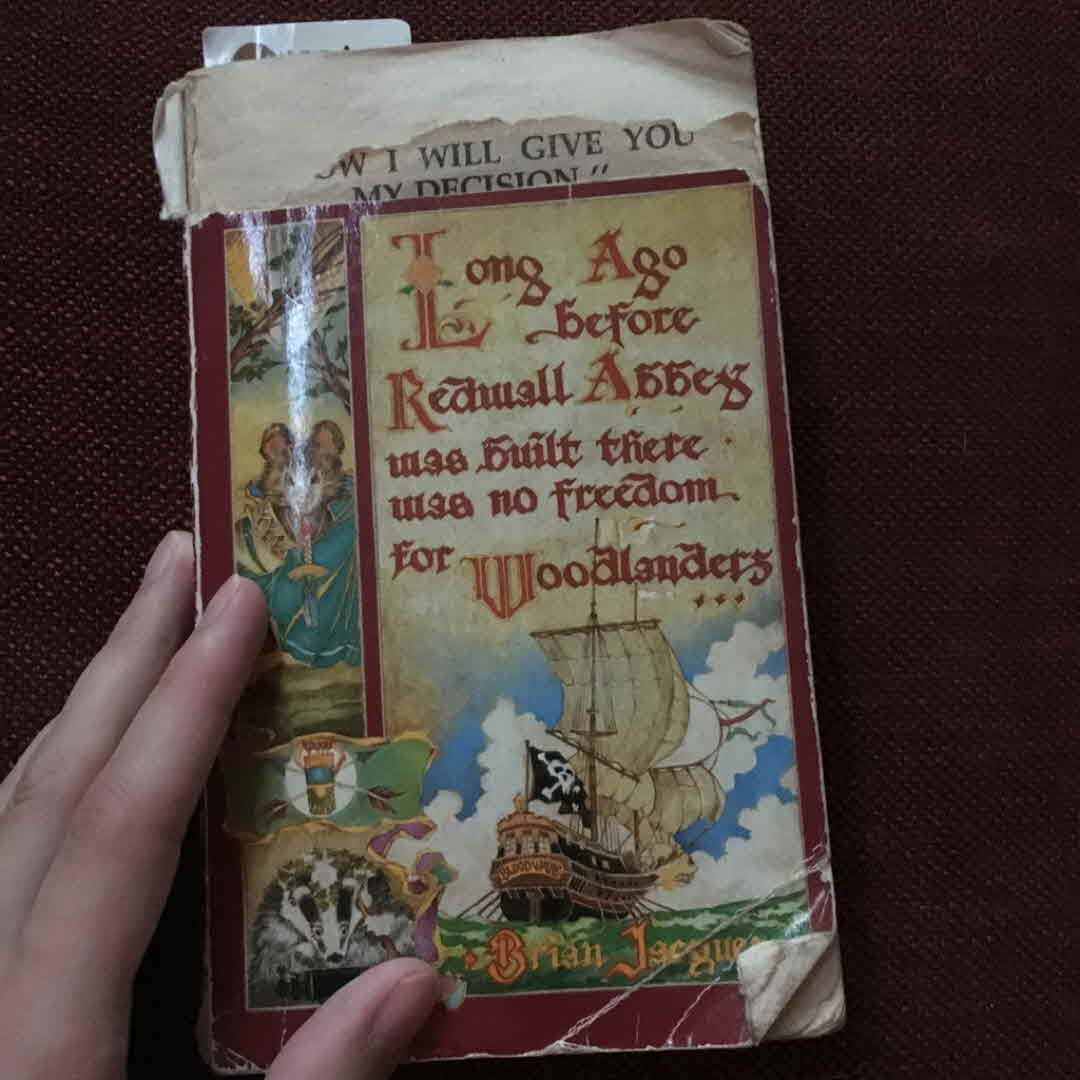 I WILL GIVE YOU
MY DECISION."
Long Ago
before
Redwall Abbey
was built there
was no freedom
for Woodlanders
...
Brian Jacques